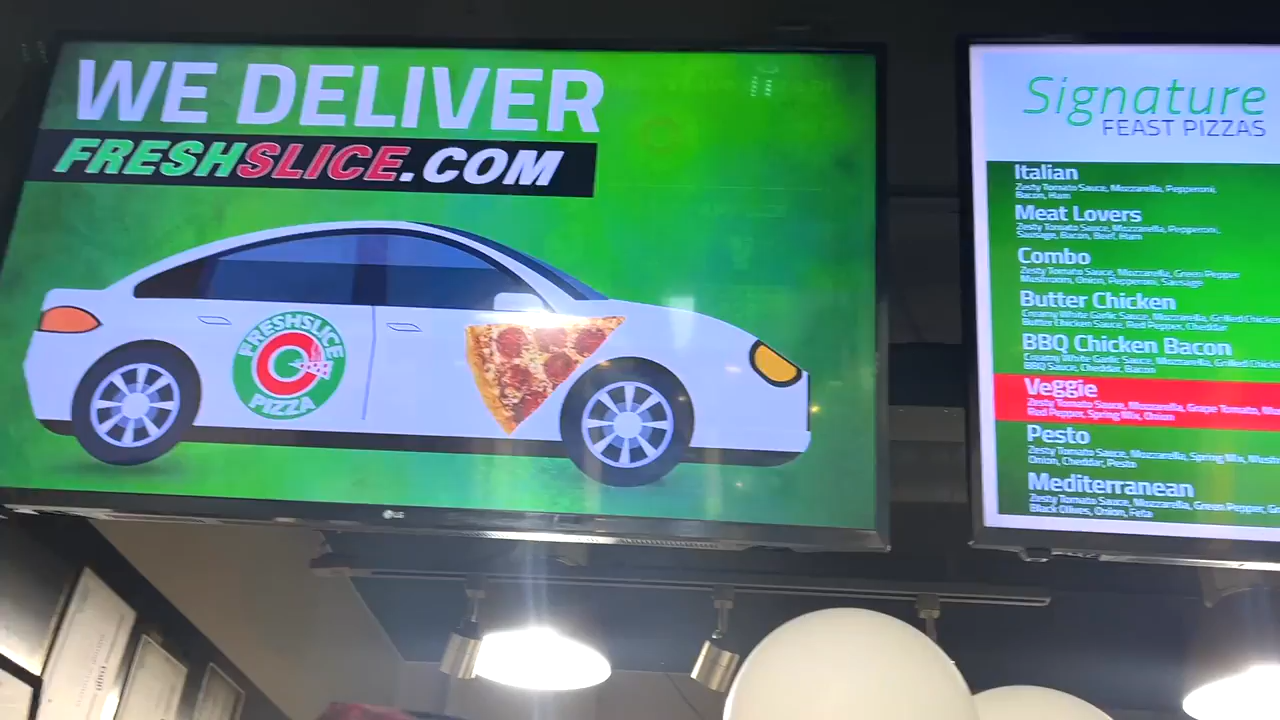 WE DELIVER
FRESHSLICE.COM
FRESHSLICE
PIZZA
LG
Signature
FEAST PIZZAS
Italian
Zesty Tomato Sauce, Mozzarella, Pepperoni,
Bacon, Ham
Meat Lovers
Zesty Tomato Sauce, Mozzarella, Pepperoni,
Sausage, Bacon, Beef, Ham
Combo
Zesty Tomato Sauce, Mozzarella, Green Pepper
Mushroom, Onion, Pepperoni, Sausage
Butter Chicken
Creamy White Garlic Sauce, Mozzarella, Grilled Chicken
Butter Chicken Sauce, Red Pepper, Cheddar
BBQ Chicken Bacon
Creamy White Garlic Sauce, Mozzarella, Grilled
BBQ Sauce, Cheddar, Bacon
Veggie
Zesty Tomato Sauce, Mozzarella, Grape Tomato,
Red Pepper, Spring Mix, Onion
Pesto
Zesty Tomato Sauce, Mozzarella, Spring Mix,
Onion, Cheddar, Pesto
Mediterranean
Zesty Tomato Sauce, Mozzarella, Green Pepper,
Black Olives, Onion, Feta